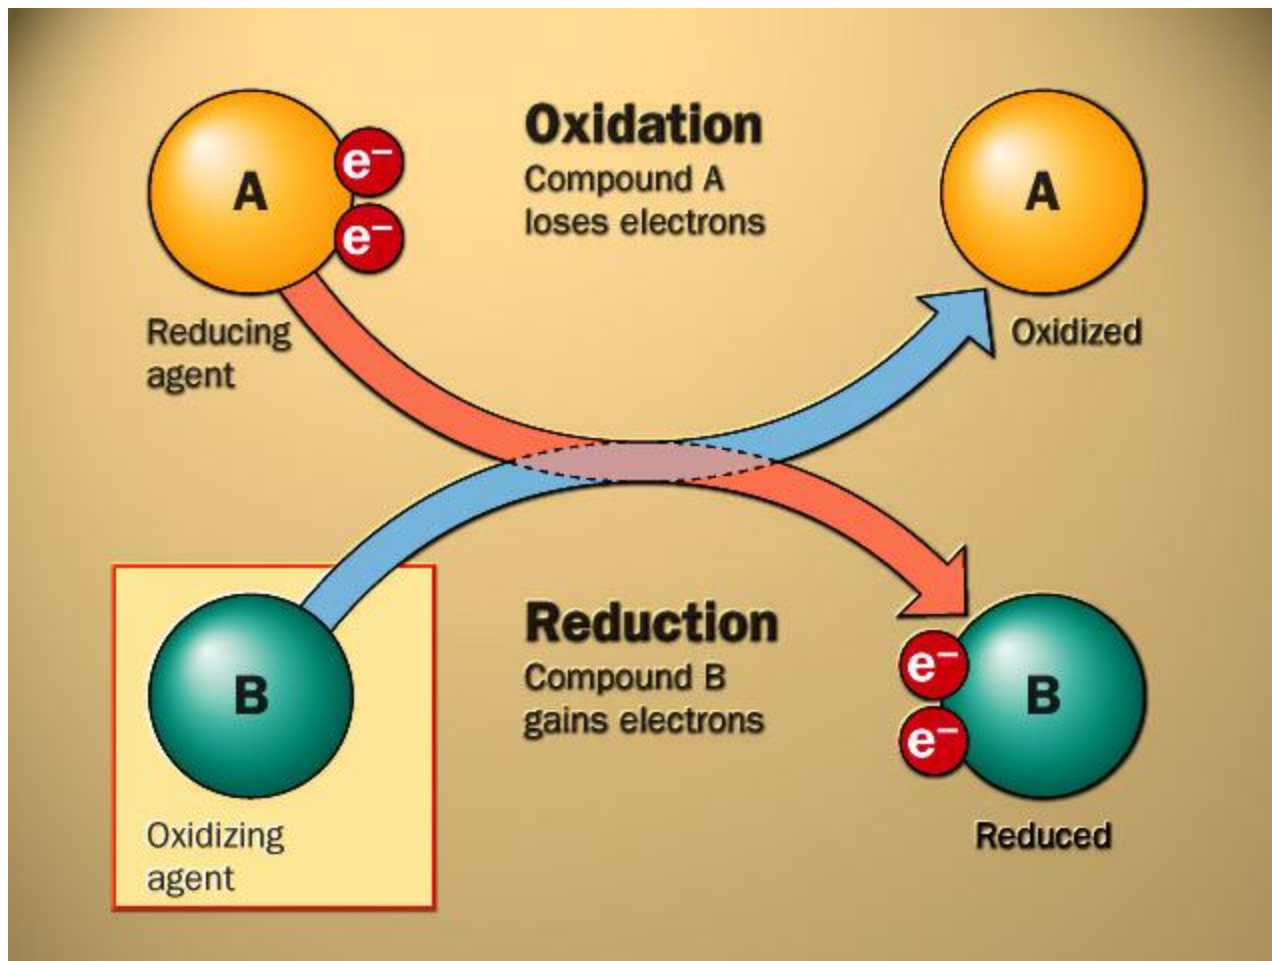 A
e–
e–
Oxidation
Compound A
loses electrons
A
Reducing
agent
Oxidized
B
Oxidizing
agent
Reduction
Compound B
gains electrons
e–
e–
B
Reduced